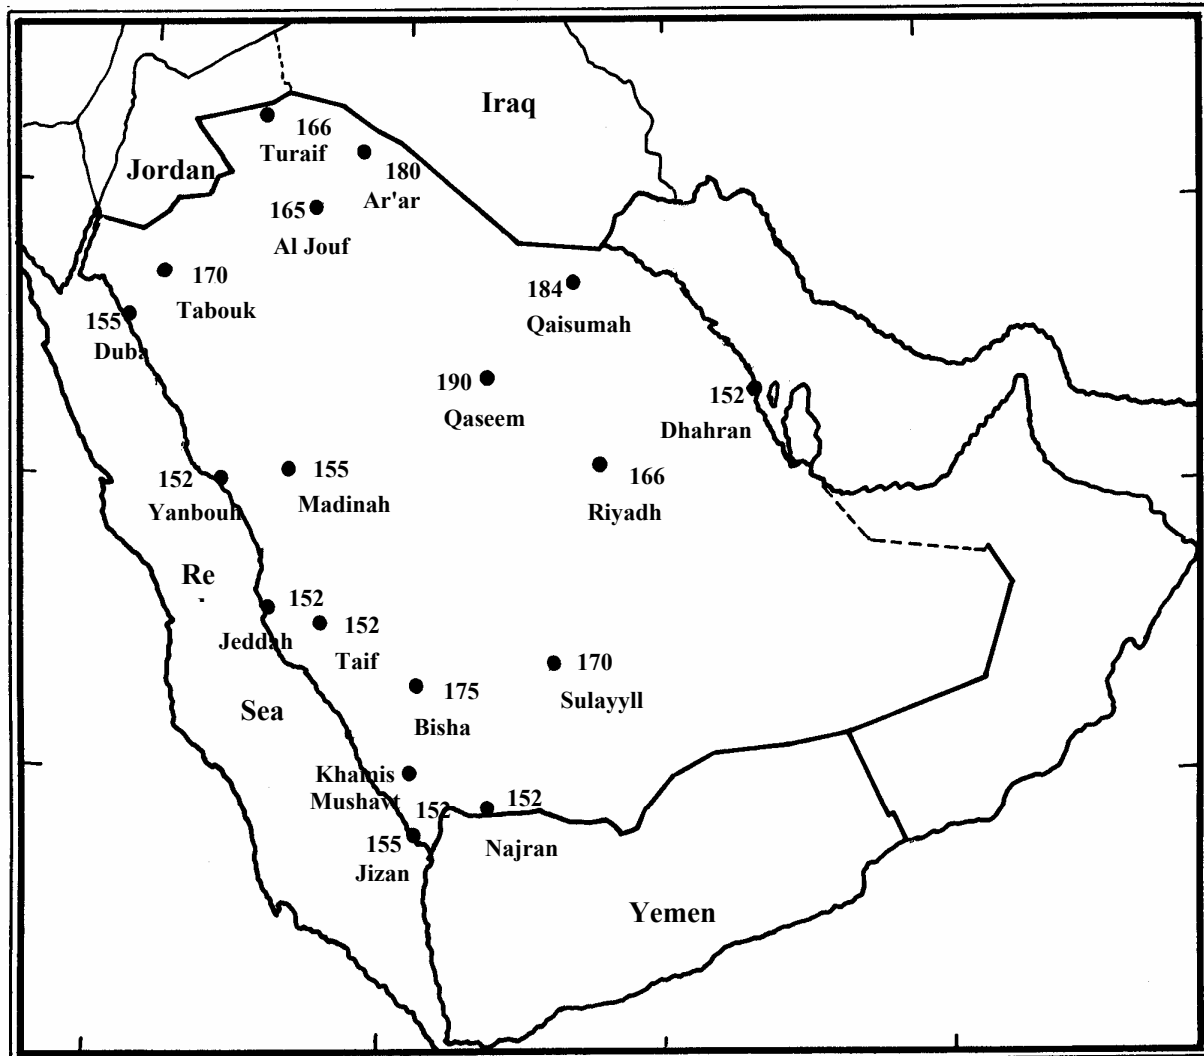 Iraq
166
Turaif
Jordan
180
Ar'ar
165
Al Jouf
170
Tabouk
184
Qaisumah
155
Duba
190
Qaseem
152
Dhahran
152
Yanbouh
155
Madinah
166
Riyadh
Re
152
Jeddah
152
Taif
170
Sulayyll
175
Bisha
Sea
Khamis
Mushayt
152
152
Najran
155
Jizan
Yemen